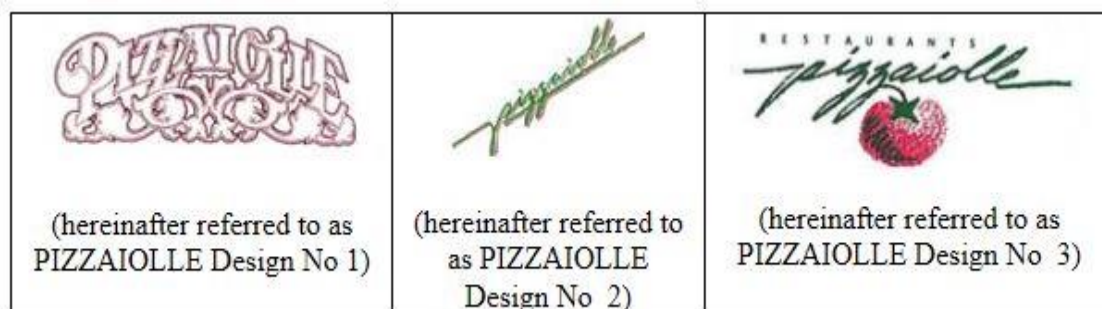 PIZZAIOLLE
(hereinafter referred to as
PIZZAIOLLE Design No 1)
pizzaiolle
(hereinafter referred to
as PIZZAIOLLE
Design No 2)
RESTAURANTS
pizzaiolle
(hereinafter referred to as
PIZZAIOLLE Design No 3)